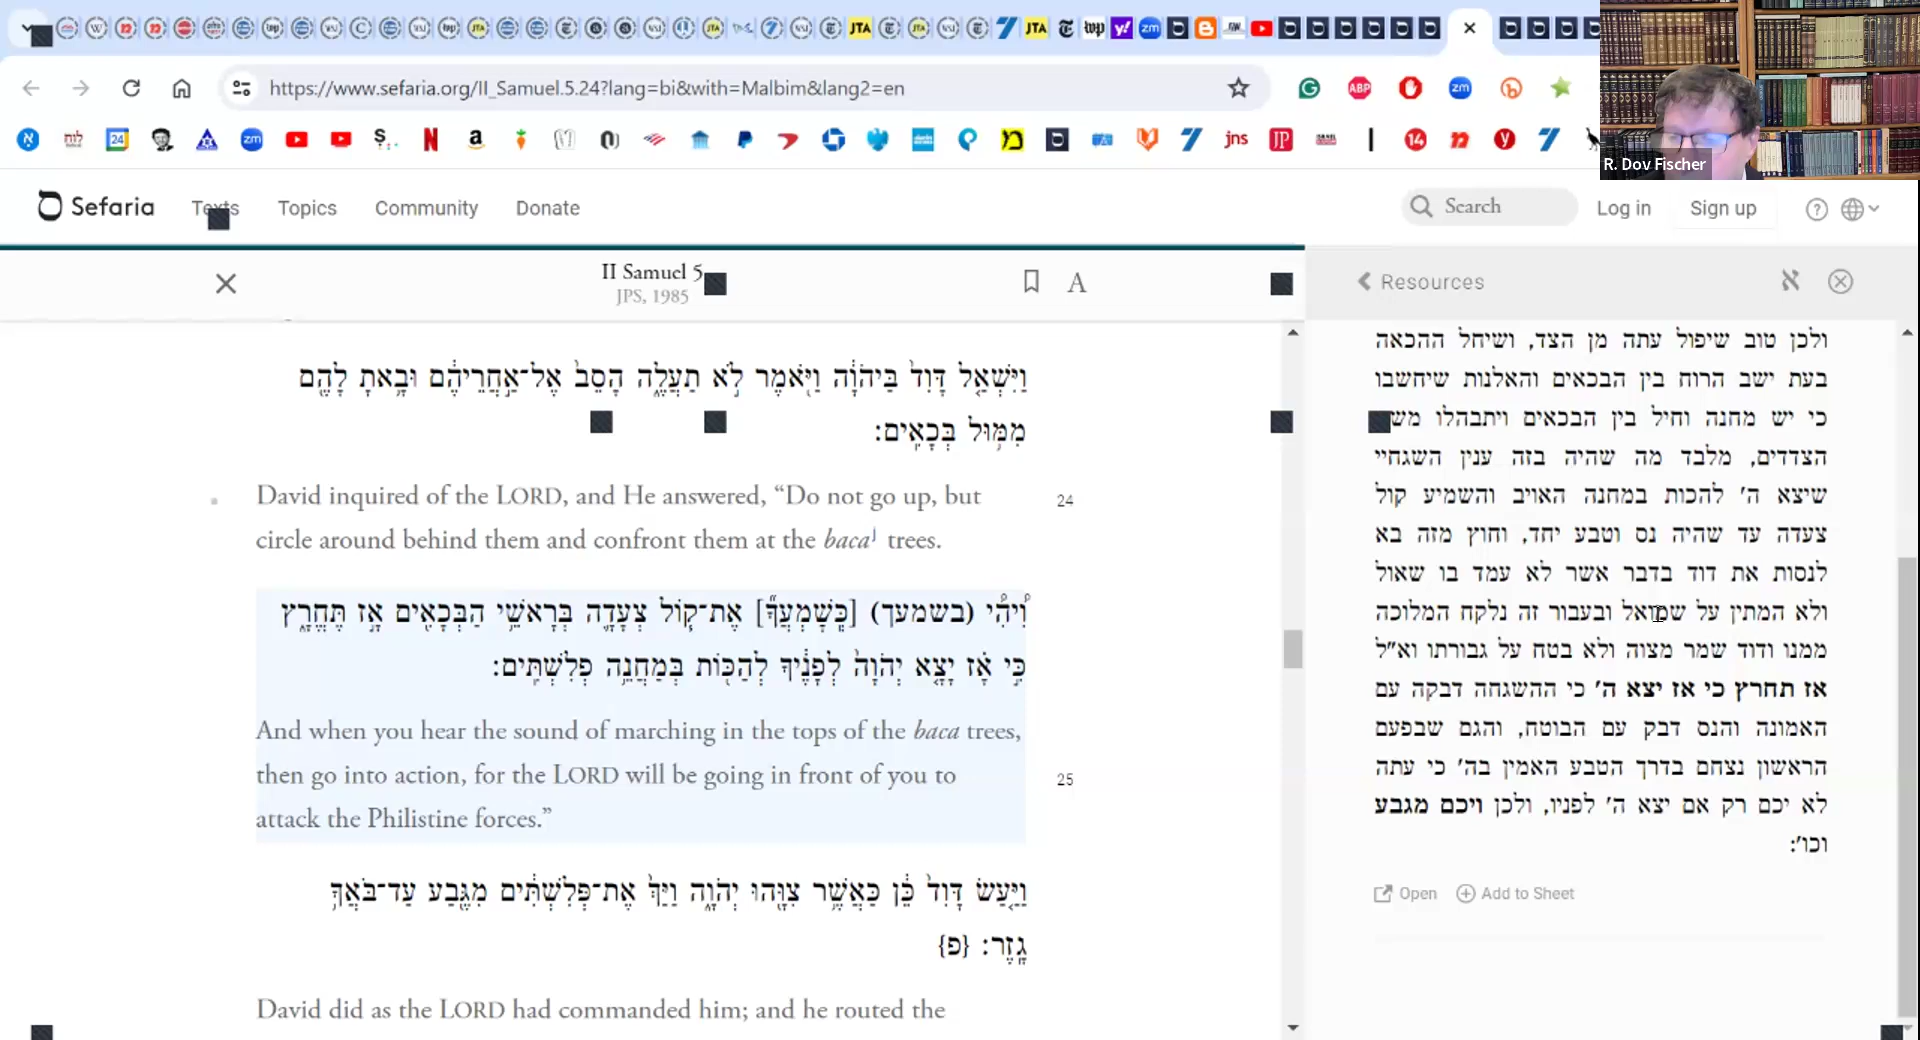 https://www.sefaria.org/II_Samuel.5.24?lang=bi&with=Malbim&lang2=en
R. Dov Fischer
Sefaria
Texts
Topics
Community
Donate
Search
Log in
Sign up
II Samuel 5
JPS, 1985
A
Resources
וַיִּשְׁאַ֤ל דָּוִד֙ בַּיהֹוָ֔ה וַיֹּ֖אמֶר לֹ֣א תַעֲלֶ֑ה הָסֵב֙ אֶל־אַ֣חֲרֵיהֶ֔ם וּבָ֥אתָ לָהֶ֖ם
מִמּ֥וּל בְּכָאִֽים׃
David inquired of the LORD, and He answered, “Do not go up, but
24
circle around behind them and confront them at the baca j trees.
וִ֠יהִ֠י (בשמעך) [כְּֽשׇׁמְעֲךָ֞] אֶת־ק֧וֹל צְעָדָ֛ה בְּרָאשֵׁ֥י הַבְּכָאִ֖ים אָ֣ז תֶּחֱרָ֑ץ
כִּ֣י אָ֗ז יָצָ֤א יְהֹוָה֙ לְפָנֶ֔יךָ לְהַכּ֖וֹת בְּמַחֲנֵ֥ה פְלִשְׁתִּֽים׃
And when you hear the sound of marching in the tops of the baca trees,
then go into action, for the LORD will be going in front of you to
25
attack the Philistine forces.”
וַיַּ֤עַשׂ דָּוִד֙ כֵּ֔ן כַּאֲשֶׁ֥ר צִוָּ֖הוּ יְהֹוָ֑ה וַיַּךְ֙ אֶת־פְּלִשְׁתִּ֔ים מִגֶּ֖בַע עַד־בֹּאֲךָ֥
גָֽזֶר׃ {פ}
David did as the LORD had commanded him; and he routed the
ולכן טוב שיפול עתה מן הצד, ושיחל ההכאה
בעת ישב הרוח בין הבכאים והאלנות שיחשבו
כי יש מחנה וחיל בין הבכאים ויתבהלו
הצדדים, מלבד מה שהיה בזה ענין השגחיי
שיצא ה' להכות במחנה האויב והשמיע קול
צעדה עד שהיה נס וטבע יחד, וחוץ מזה בא
לנסות את דוד בדבר אשר לא עמד בו שאול
ולא המתין על שמואל ובעבור זה נלקח המלוכה
ממנו ודוד שמר מצוה ולא בטח על גבורתו וא"ל
אז תחרץ כי אז יצא ה' כי ההשגחה דבקה עם
האמונה והנס דבק עם הבוטח, והגם שבפעם
הראשון נצחם בדרך הטבע האמין בה' כי עתה
לא יכם רק אם יצא ה' לפניו, ולכן ויכם מגבע
וכו':
Open
Add to Sheet